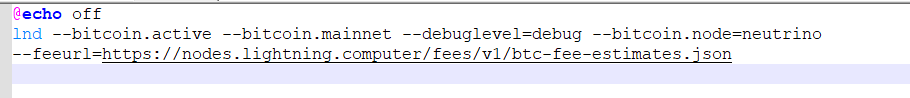 @echo off
lnd --bitcoin.active --bitcoin.mainnet --debuglevel=debug --bitcoin.node=neutrino
--feeurl=https://nodes.lightning.computer/fees/v1/btc-fee-estimates.json